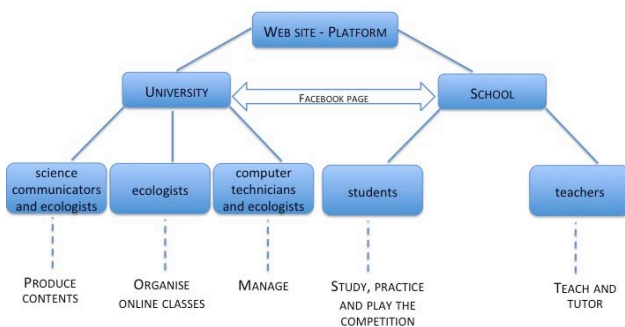 WEB SITE - PLATFORM
UNIVERSITY
FACEBOOK PAGE
SCHOOL
science
communicators
and ecologists
ecologists
computer
technicians
and ecologists
students
teachers
PRODUCE
CONTENTS
ORGANISE
ONLINE CLASSES
MANAGE
STUDY, PRACTICE
AND PLAY THE
COMPETITION
TEACH AND
TUTOR